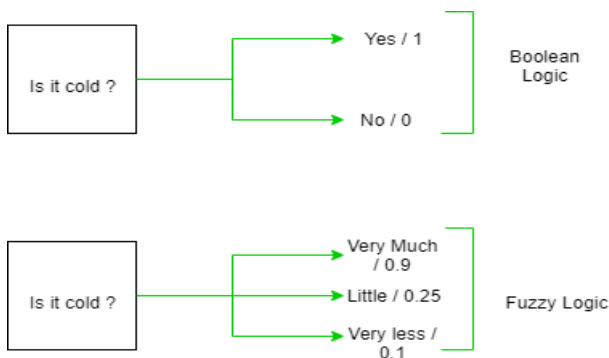 Is it cold ?
Yes / 1
No / 0
Boolean
Logic
Is it cold ?
Very Much
/ 0.9
Little / 0.25
Very less /
0.1
Fuzzy Logic